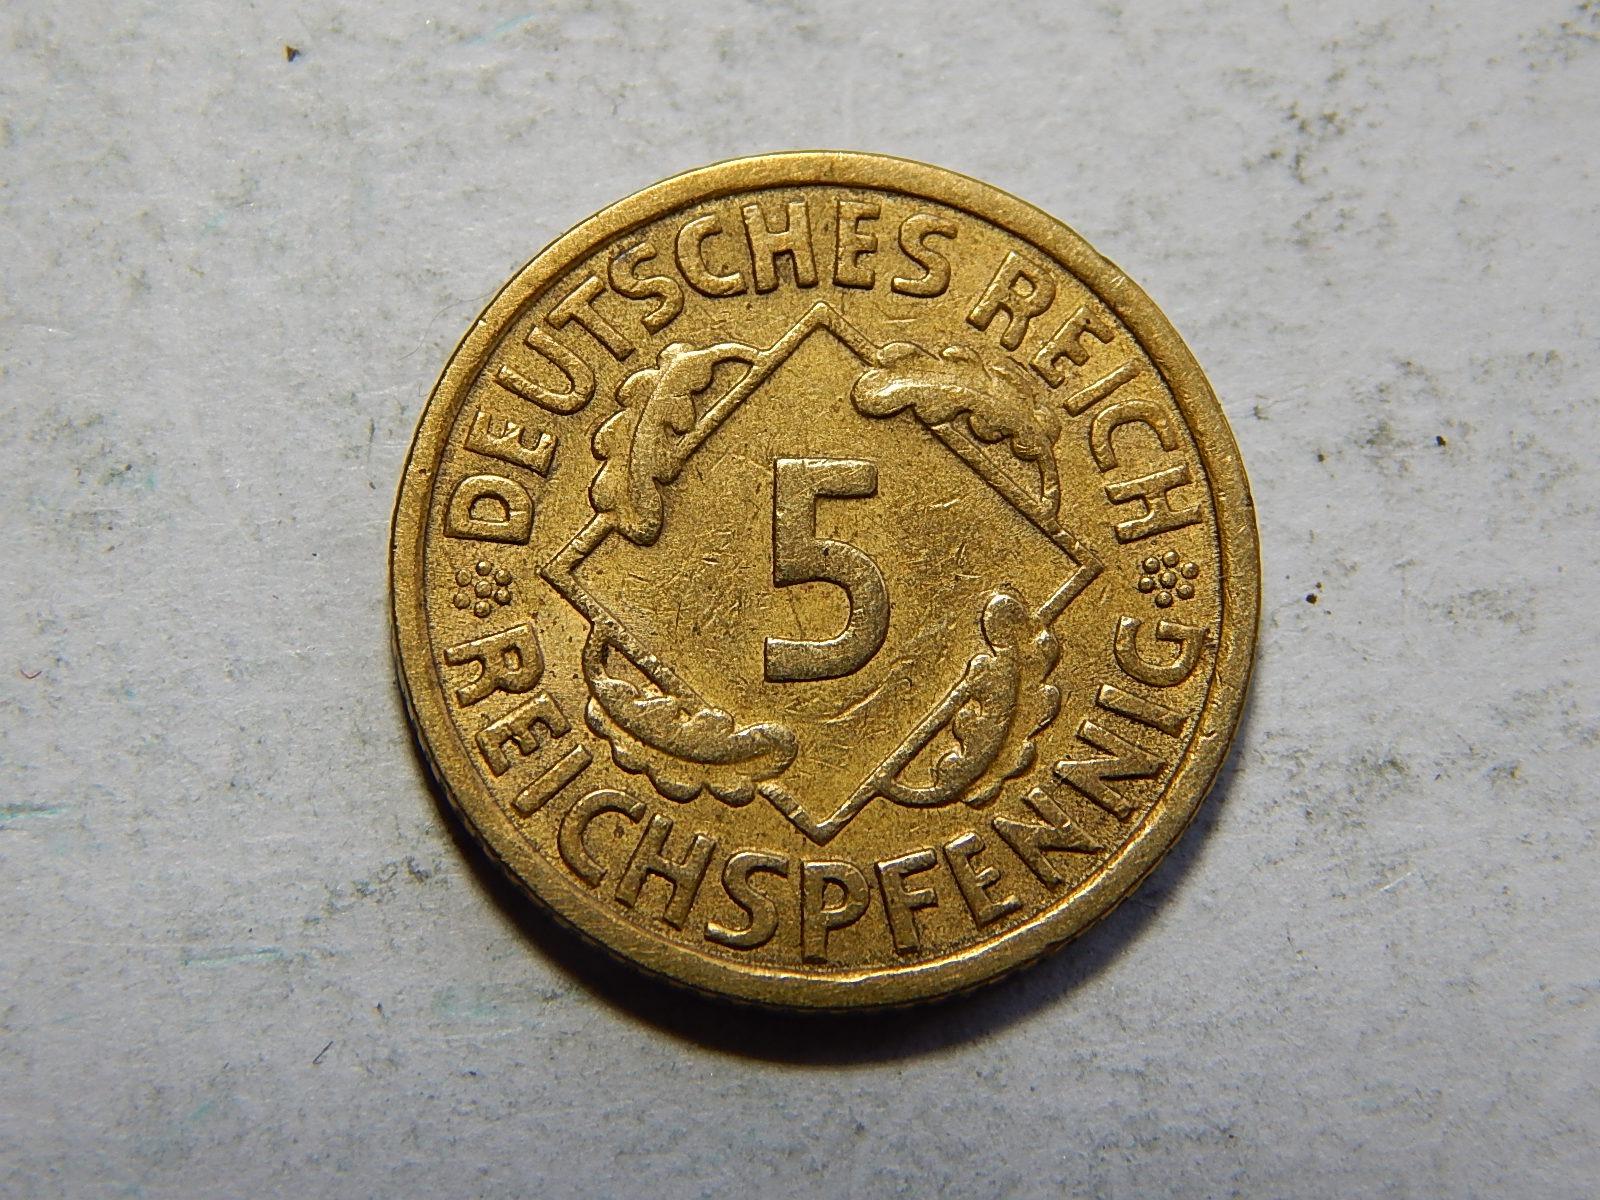 DEUTSCHES REICH
5
REICHSPFENNIG